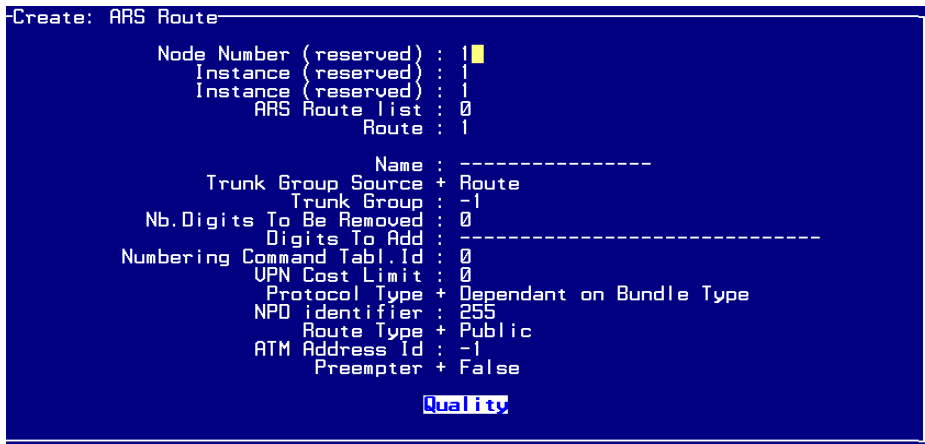 Create: ARS Route
Node Number (reserved) : 1
Instance (reserved) : 1
Instance (reserved) : 1
ARS Route list : 0
Route : 1
Name : ----------------
Trunk Group Source + Route
Trunk Group : -1
Nb.Digits To Be Removed : 0
Digits To Add : ------------------------------
Numbering Command Tabl.Id : 0
VPN Cost Limit : 0
Protocol Type + Dependant on Bundle Type
NPD identifier : 255
Route Type + Public
ATM Address Id : -1
Preempter + False
Quality